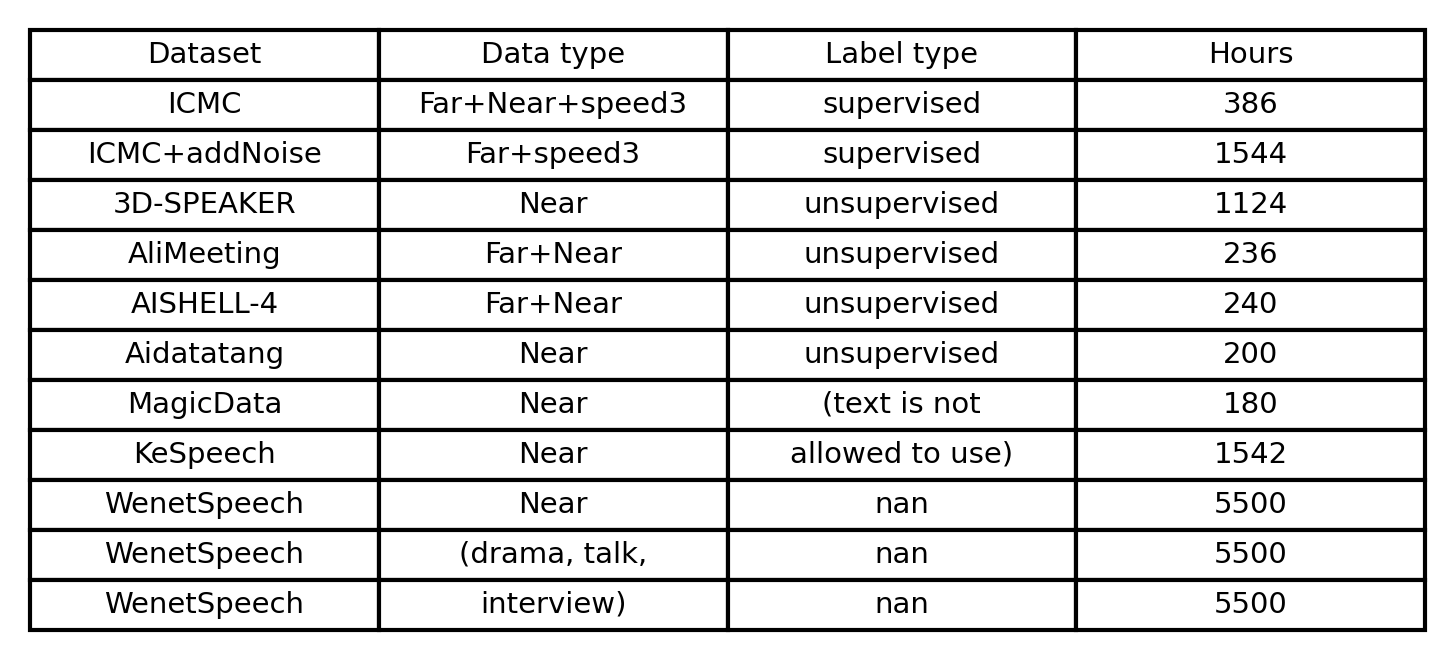 Dataset Data type Label type Hours
ICMC Far+Near+speed3 supervised 386
ICMC+addNoise Far+speed3 supervised 1544
3D-SPEAKER Near unsupervised 1124
AliMeeting Far+Near unsupervised 236
AISHELL-4 Far+Near unsupervised 240
Aidatatang Near unsupervised 200
MagicData Near (text is not 180
KeSpeech Near allowed to use) 1542
WenetSpeech Near nan 5500
WenetSpeech (drama, talk, nan 5500
WenetSpeech interview) nan 5500